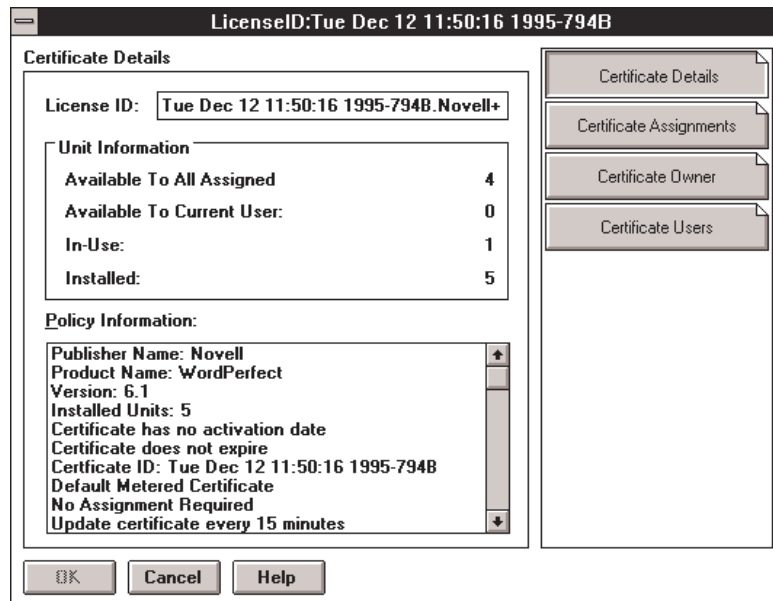 LicenseID:Tue Dec 12 11:50:16 1995-794B
Certificate Details
License ID: Tue Dec 12 11:50:16 1995-794B.Novell+
Unit Information
Available To All Assigned 4
Available To Current User: 0
In-Use: 1
Installed: 5
Policy Information:
Publisher Name: Novell
Product Name: WordPerfect
Version: 6.1
Installed Units: 5
Certificate has no activation date
Certificate does not expire
Certficate ID: Tue Dec 12 11:50:16 1995-794B
Default Metered Certificate
No Assignment Required
Update certificate every 15 minutes
OK Cancel Help
Certificate Details
Certificate Assignments
Certificate Owner
Certificate Users